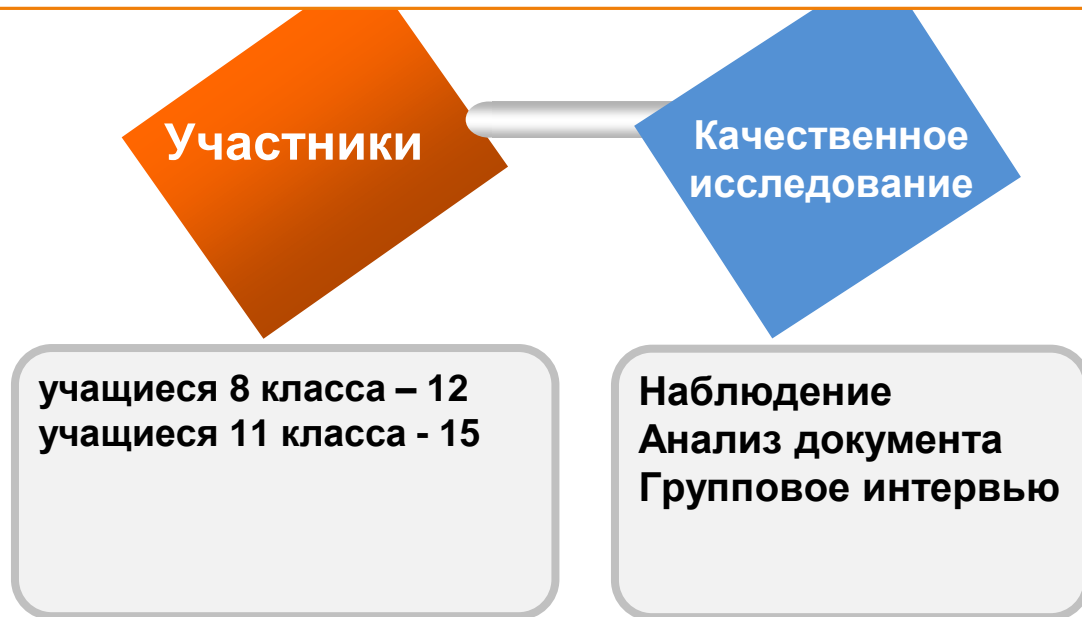 Участники
Качественное
исследование
учащиеся 8 класса – 12
учащиеся 11 класса - 15
Наблюдение
Анализ документа
Групповое интервью